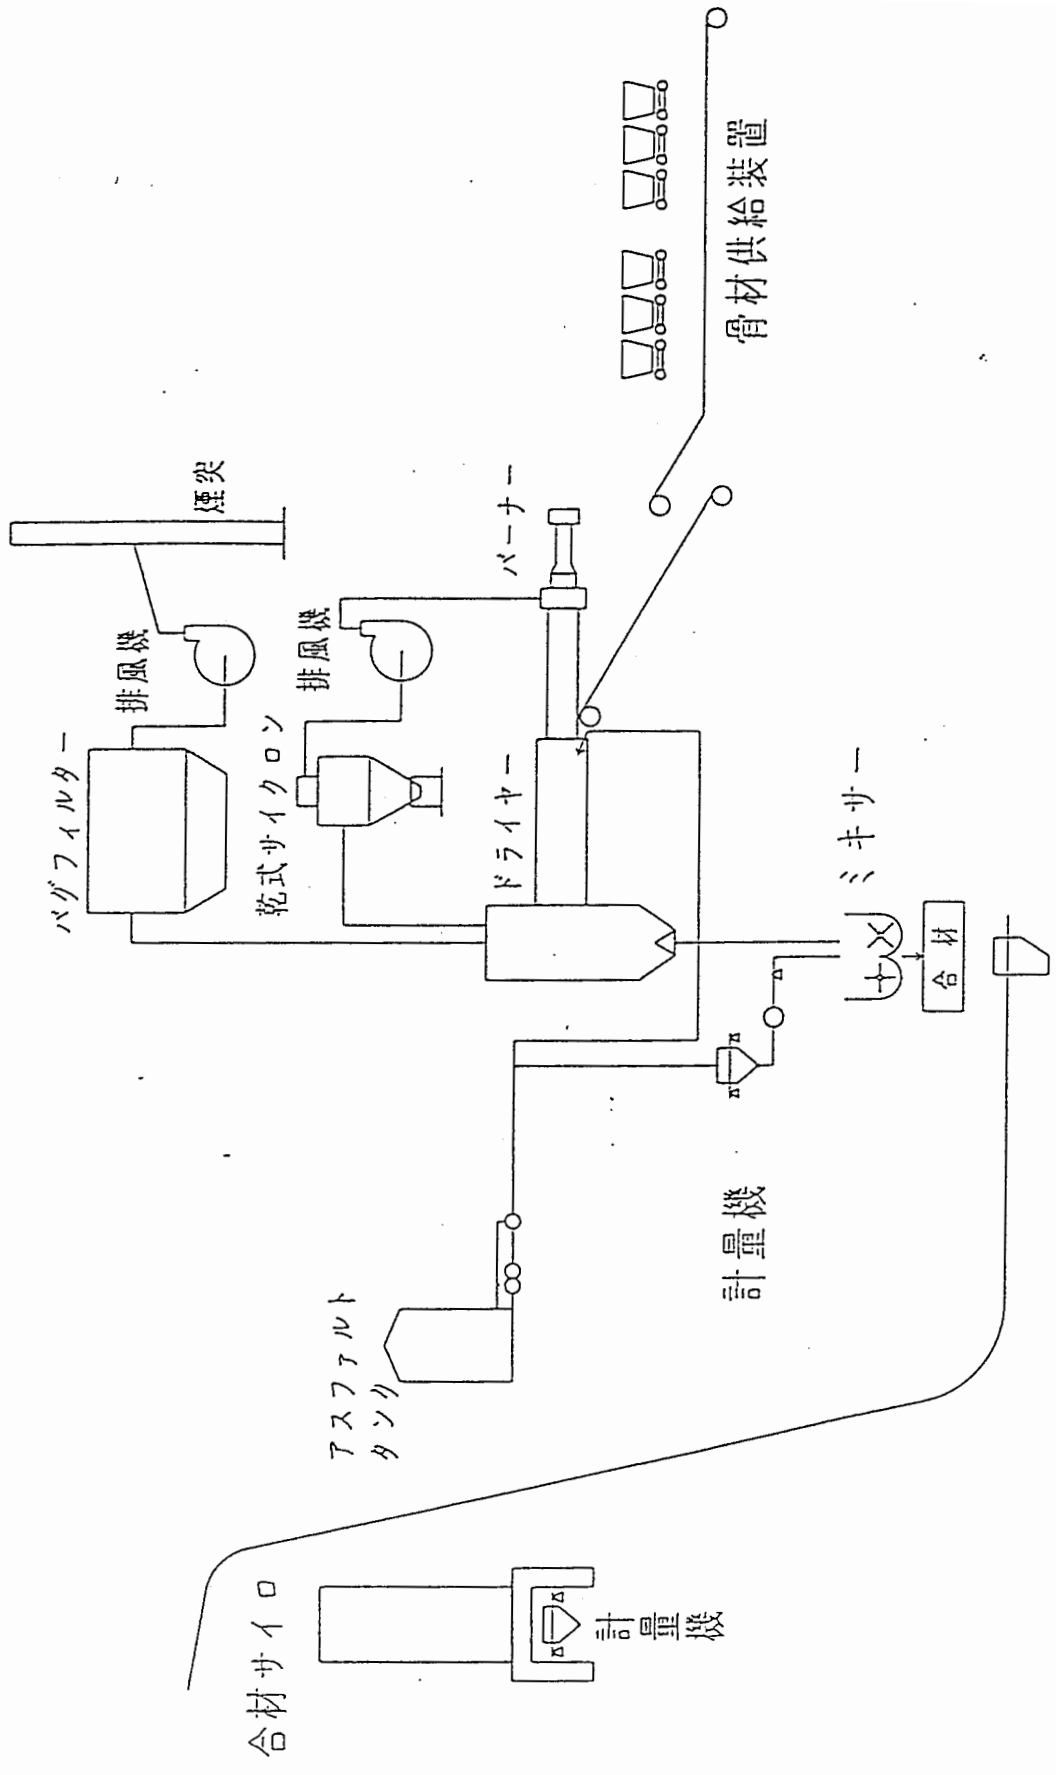 煙突
排風機
バグフィルター
排風機
乾式サイクロン
バーナー
ドライヤー
骨材供給装置
ミキサー
合材
計量機
アスファルト
タンク
合材サイロ
計量機